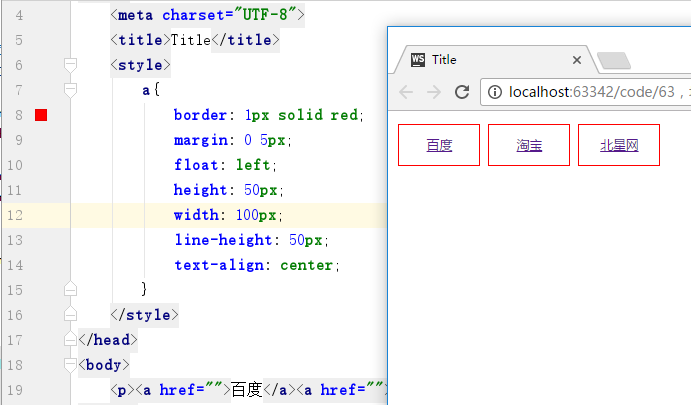 4 <meta charset="UTF-8">
5 <title>Title</title>
6 <style>
7 a{
8 border: 1px solid red;
9 margin: 0 5px;
10 float: left;
11 height: 50px;
12 width: 100px;
13 line-height: 50px;
14 text-align: center;
15 }
16 </style>
17 </head>
18 <body>
19 <p><a href="">百度</a><a href="">
WS Title
localhost:63342/code/63，
百度 淘宝 北星网